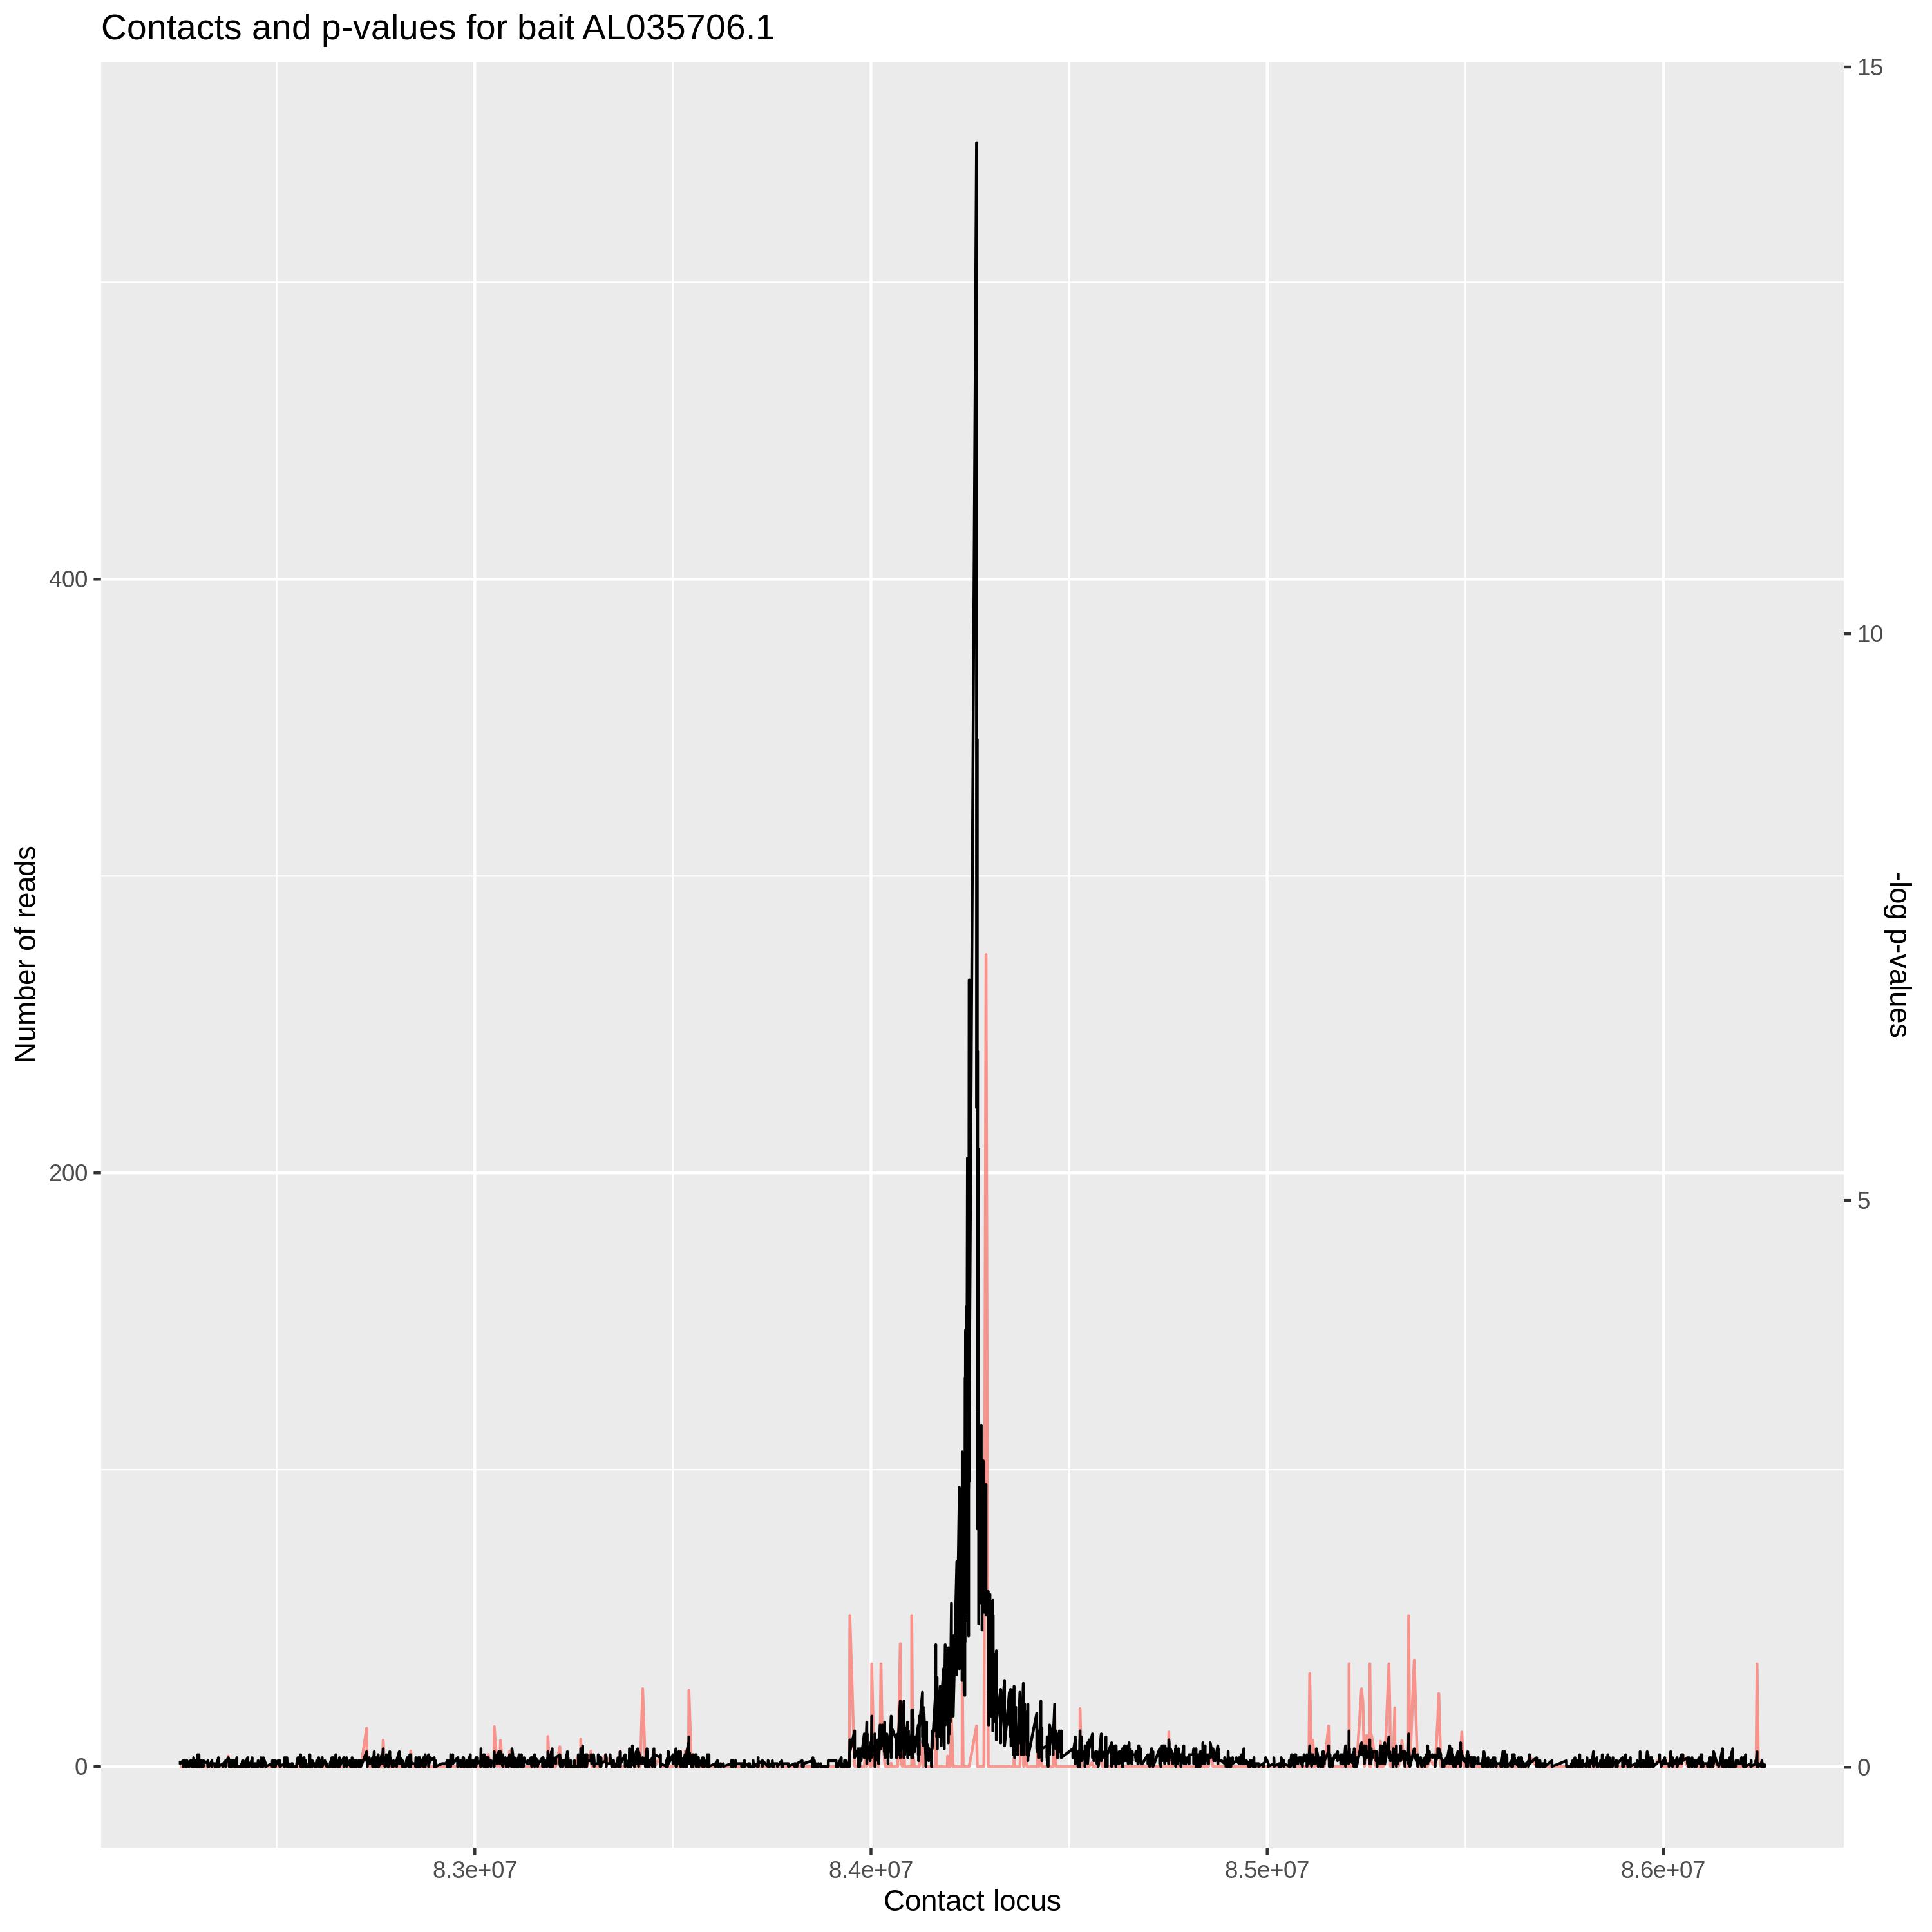 Contacts and p-values for bait AL035706.1
15
400
10
Number of reads
-log p-values
200
5
0
0
8.3e+07
8.4e+07
8.5e+07
8.6e+07
Contact locus